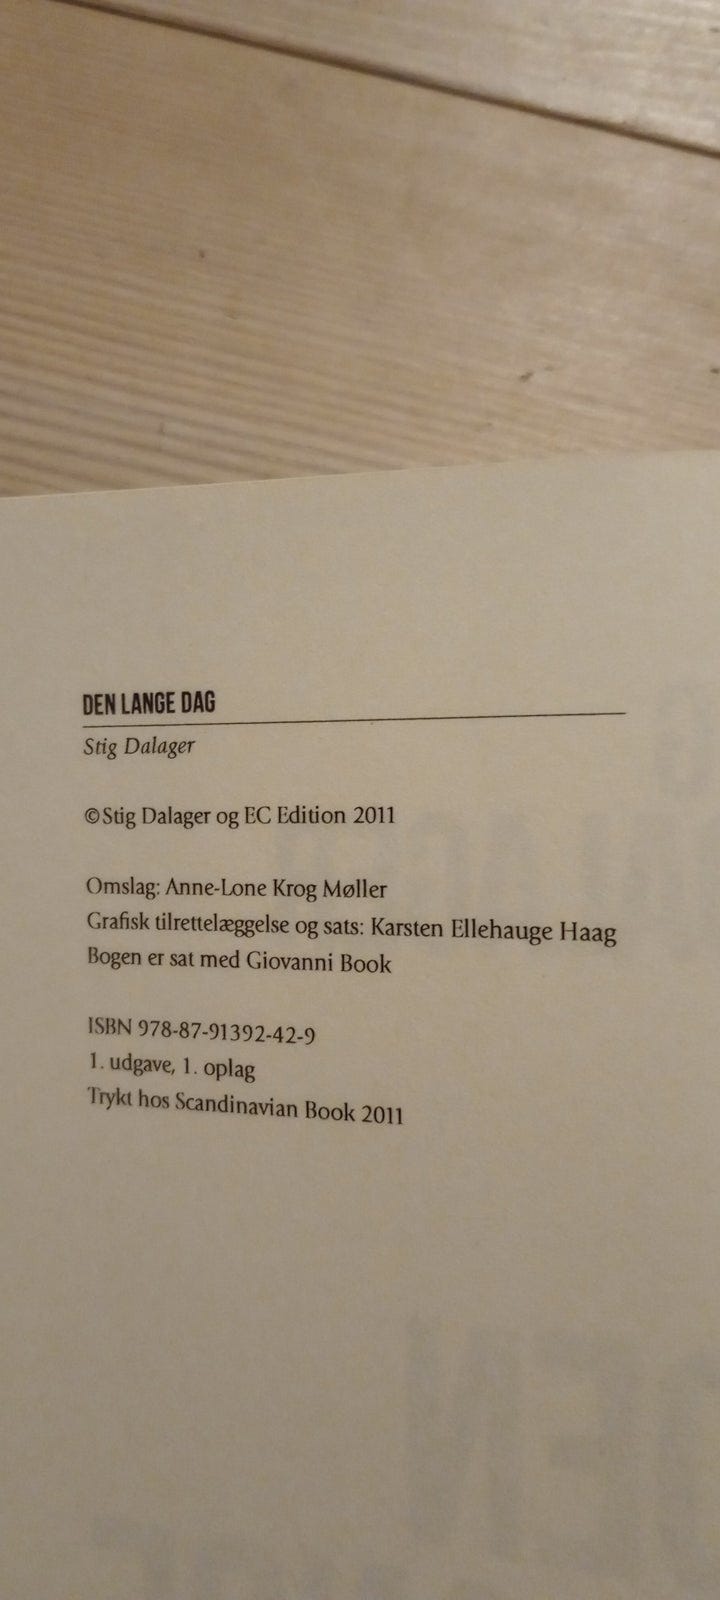 DEN LANGE DAG
Stig Dalager
©Stig Dalager og EC Edition 2011
Omslag: Anne-Lone Krog Møller
Grafisk tilrettelæggelse og sats: Karsten Ellehauge Haag
Bogen er sat med Giovanni Book
ISBN 978-87-91392-42-9
1. udgave, 1. oplag
Trykt hos Scandinavian Book 2011